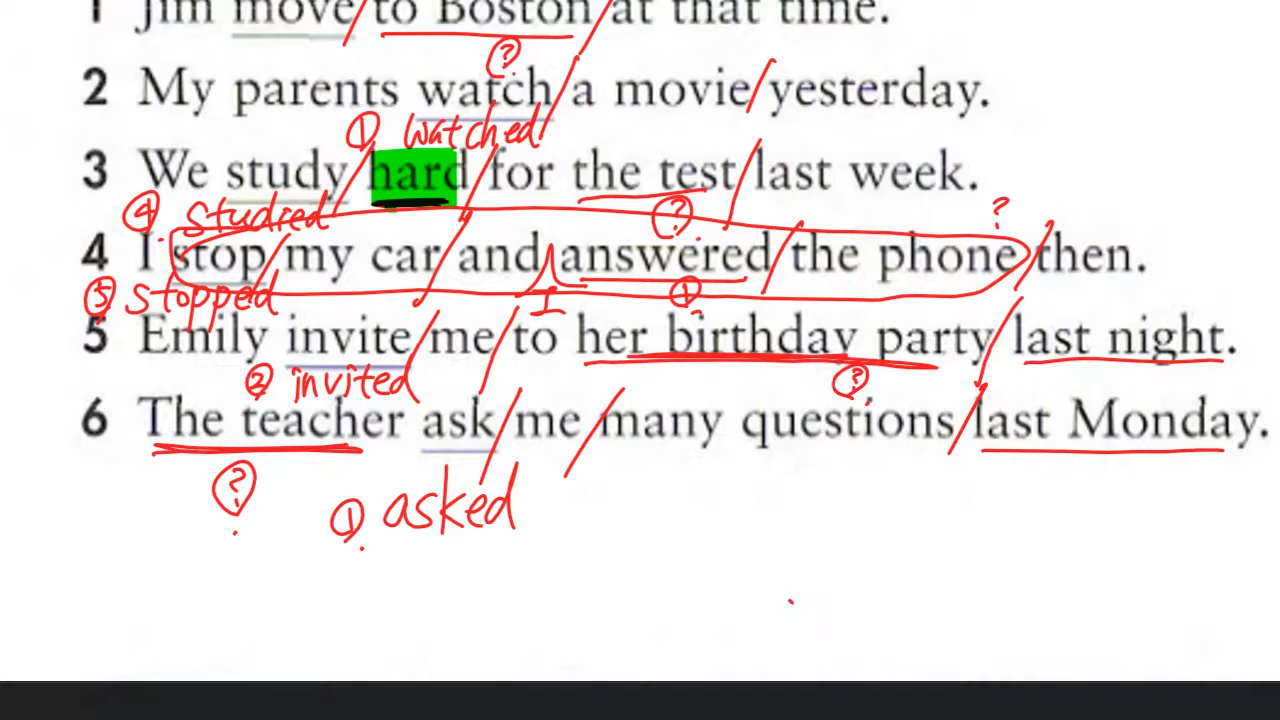 1 Jim move to Boston at that time.
?
2 My parents watch a movie yesterday.
① watched
3 We study hard for the test last week.
④ studied ? ?
4 I stop my car and answered the phone then.
⑤ stopped I ①
5 Emily invite me to her birthday party last night.
② invited ?
6 The teacher ask me many questions last Monday.
? ① asked